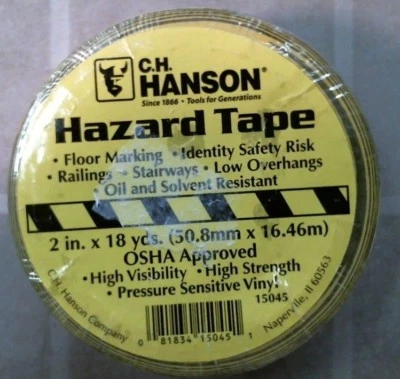 C.H.
HANSON®
Since 1866 • Tools for Generations
Hazard Tape
• Floor Marking • Identity Safety Risk
• Railings • Stairways • Low Overhangs
Oil and Solvent Resistant
2 in. x 18 yds. (50.8mm x 16.46m)
OSHA Approved
• High Visibility • High Strength
• Pressure Sensitive Vinyl
15045
C.H. Hanson Company
0 81834 15045 1
Naperville, Il 60563